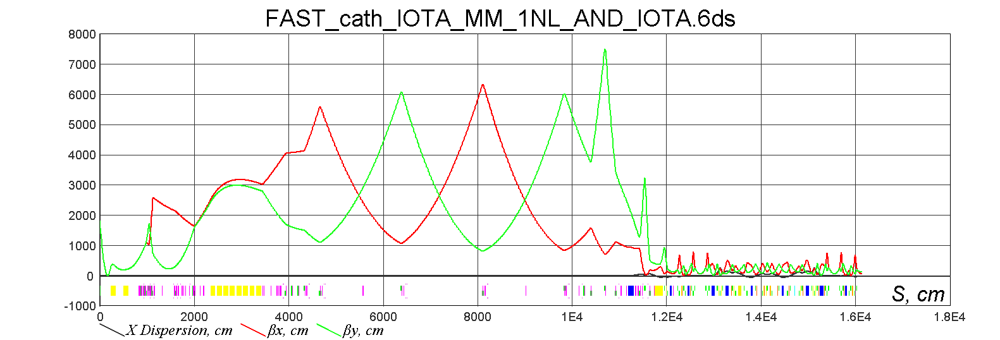 FAST_cath_IOTA_MM_1NL_AND_IOTA.6ds
8000
7000
6000
5000
4000
3000
2000
1000
0
-1000
S, cm
0 2000 4000 6000 8000 1E4 1.2E4 1.4E4 1.6E4 1.8E4
X Dispersion, cm βx, cm βy, cm